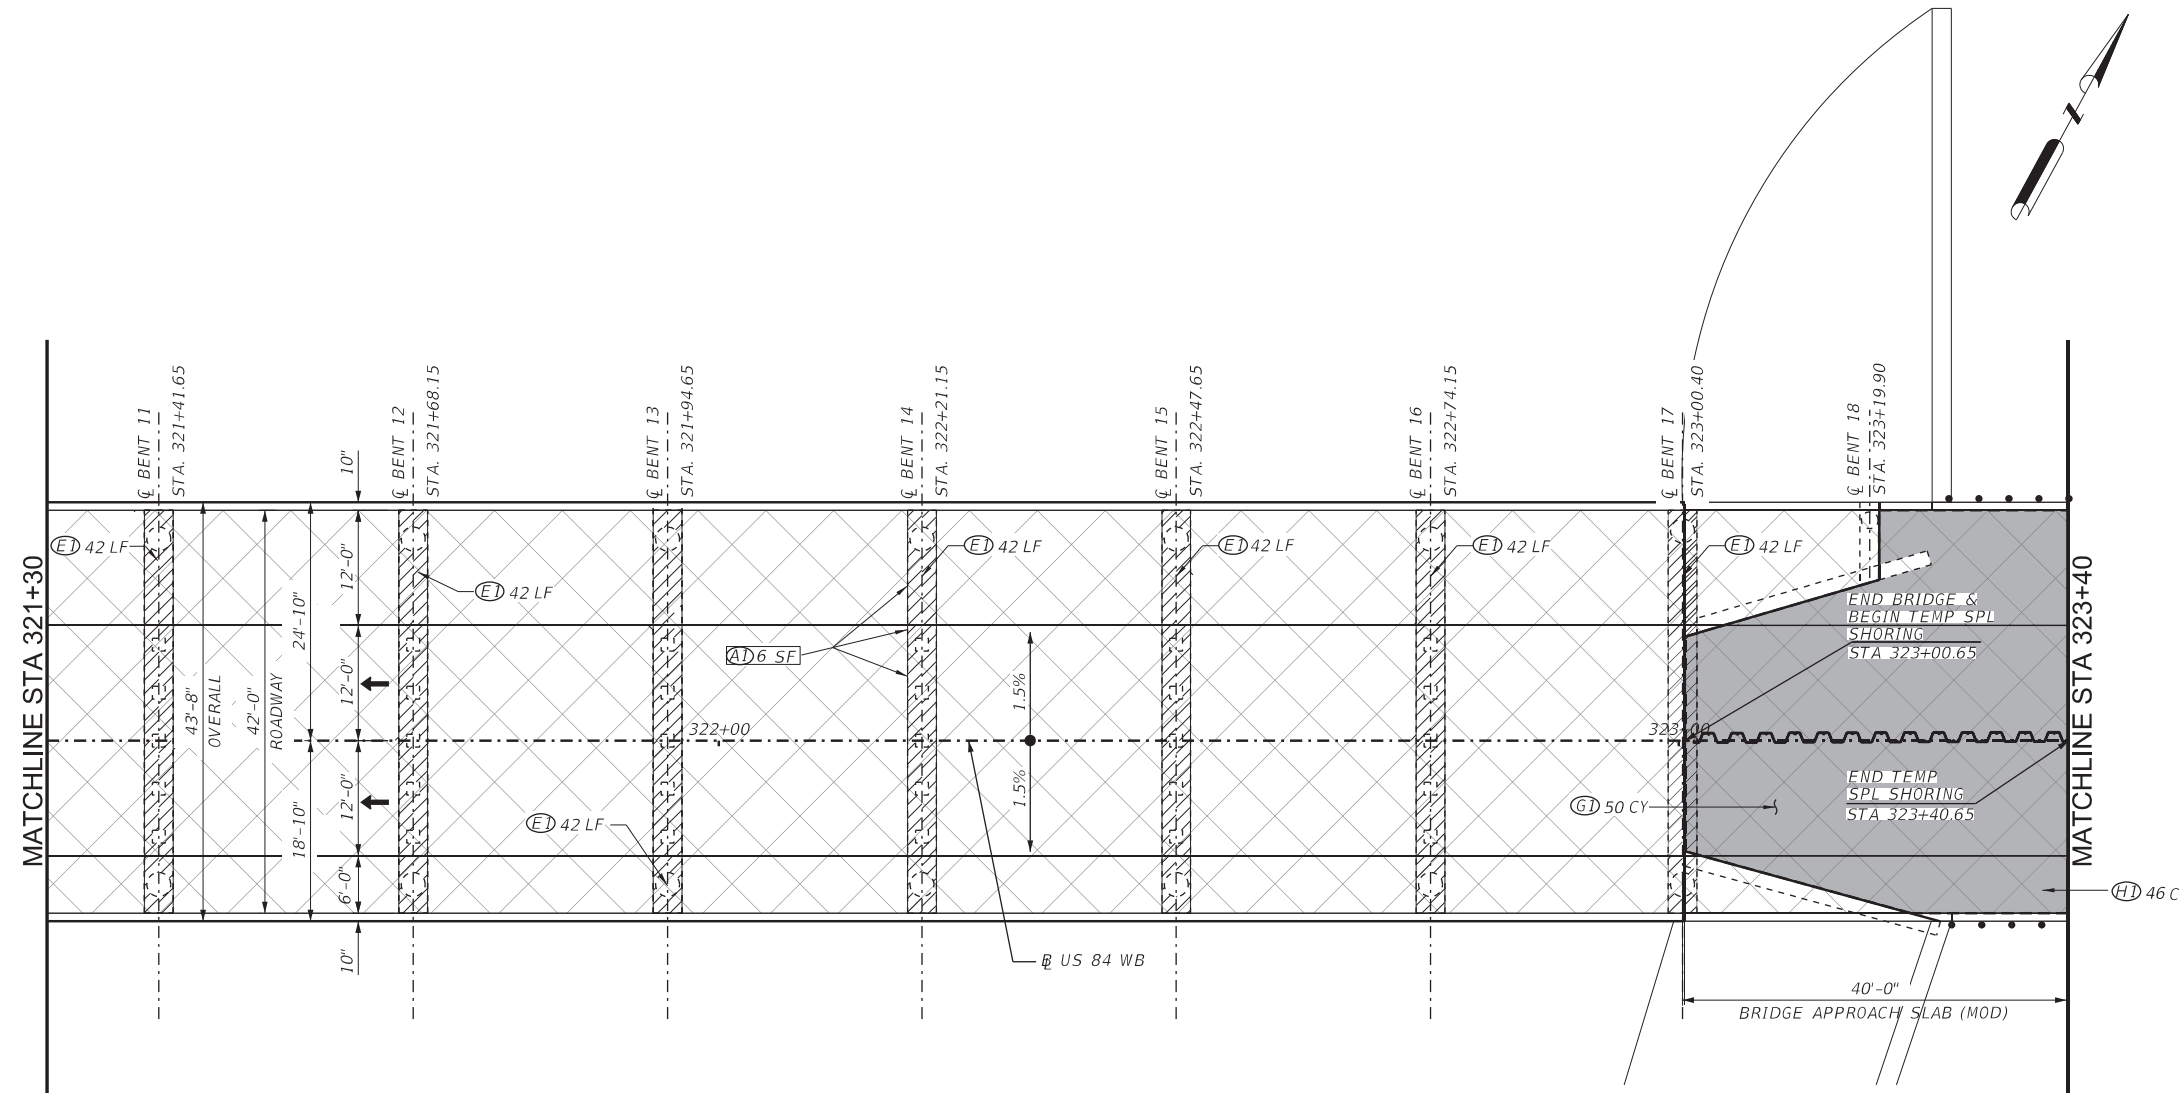 ℄ BENT 11
STA. 321+41.65
℄ BENT 12
STA. 321+68.15
℄ BENT 13
STA. 321+94.65
℄ BENT 14
STA. 322+21.15
℄ BENT 15
STA. 322+47.65
℄ BENT 16
STA. 322+74.15
℄ BENT 17
STA. 323+00.40
℄ BENT 18
STA. 323+19.90
N
MATCHLINE STA 321+30
10"
E1 42 LF
12'-0"
24'-10"
43'-8"
OVERALL
42'-0"
ROADWAY
12'-0"
12'-0"
18'-10"
6'-0"
10"
E1 42 LF
E1 42 LF
A1 6 SF
E1 42 LF
E1 42 LF
E1 42 LF
E1 42 LF
322+00
1.5%
1.5%
323+00
END BRIDGE &
BEGIN TEMP SPL
SHORING
STA 323+00.65
END TEMP
SPL SHORING
STA 323+40.65
G1 50 CY
H1 46 C
MATCHLINE STA 323+40
US 84 WB
40'-0"
BRIDGE APPROACH SLAB (MOD)